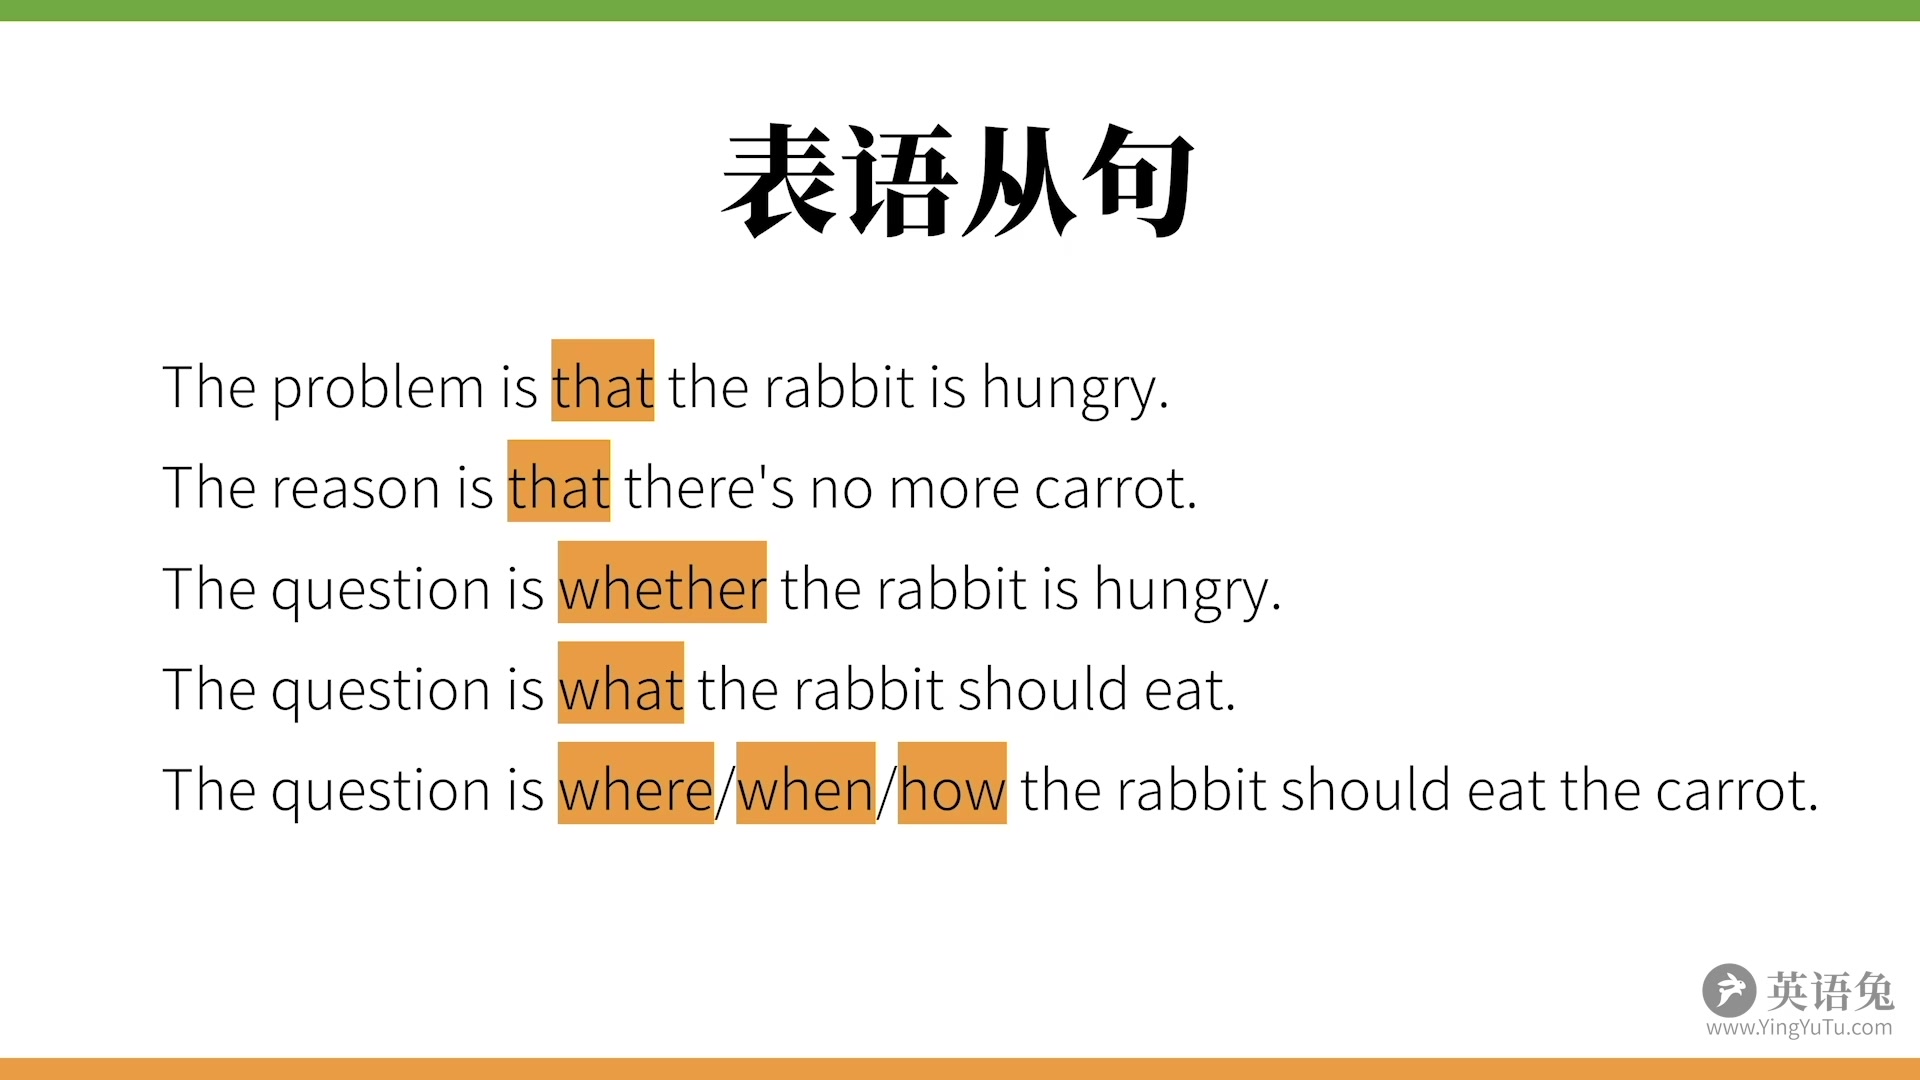 表语从句
The problem is that the rabbit is hungry.
The reason is that there's no more carrot.
The question is whether the rabbit is hungry.
The question is what the rabbit should eat.
The question is where/when/how the rabbit should eat the carrot.
英语兔
www.YingYuTu.com